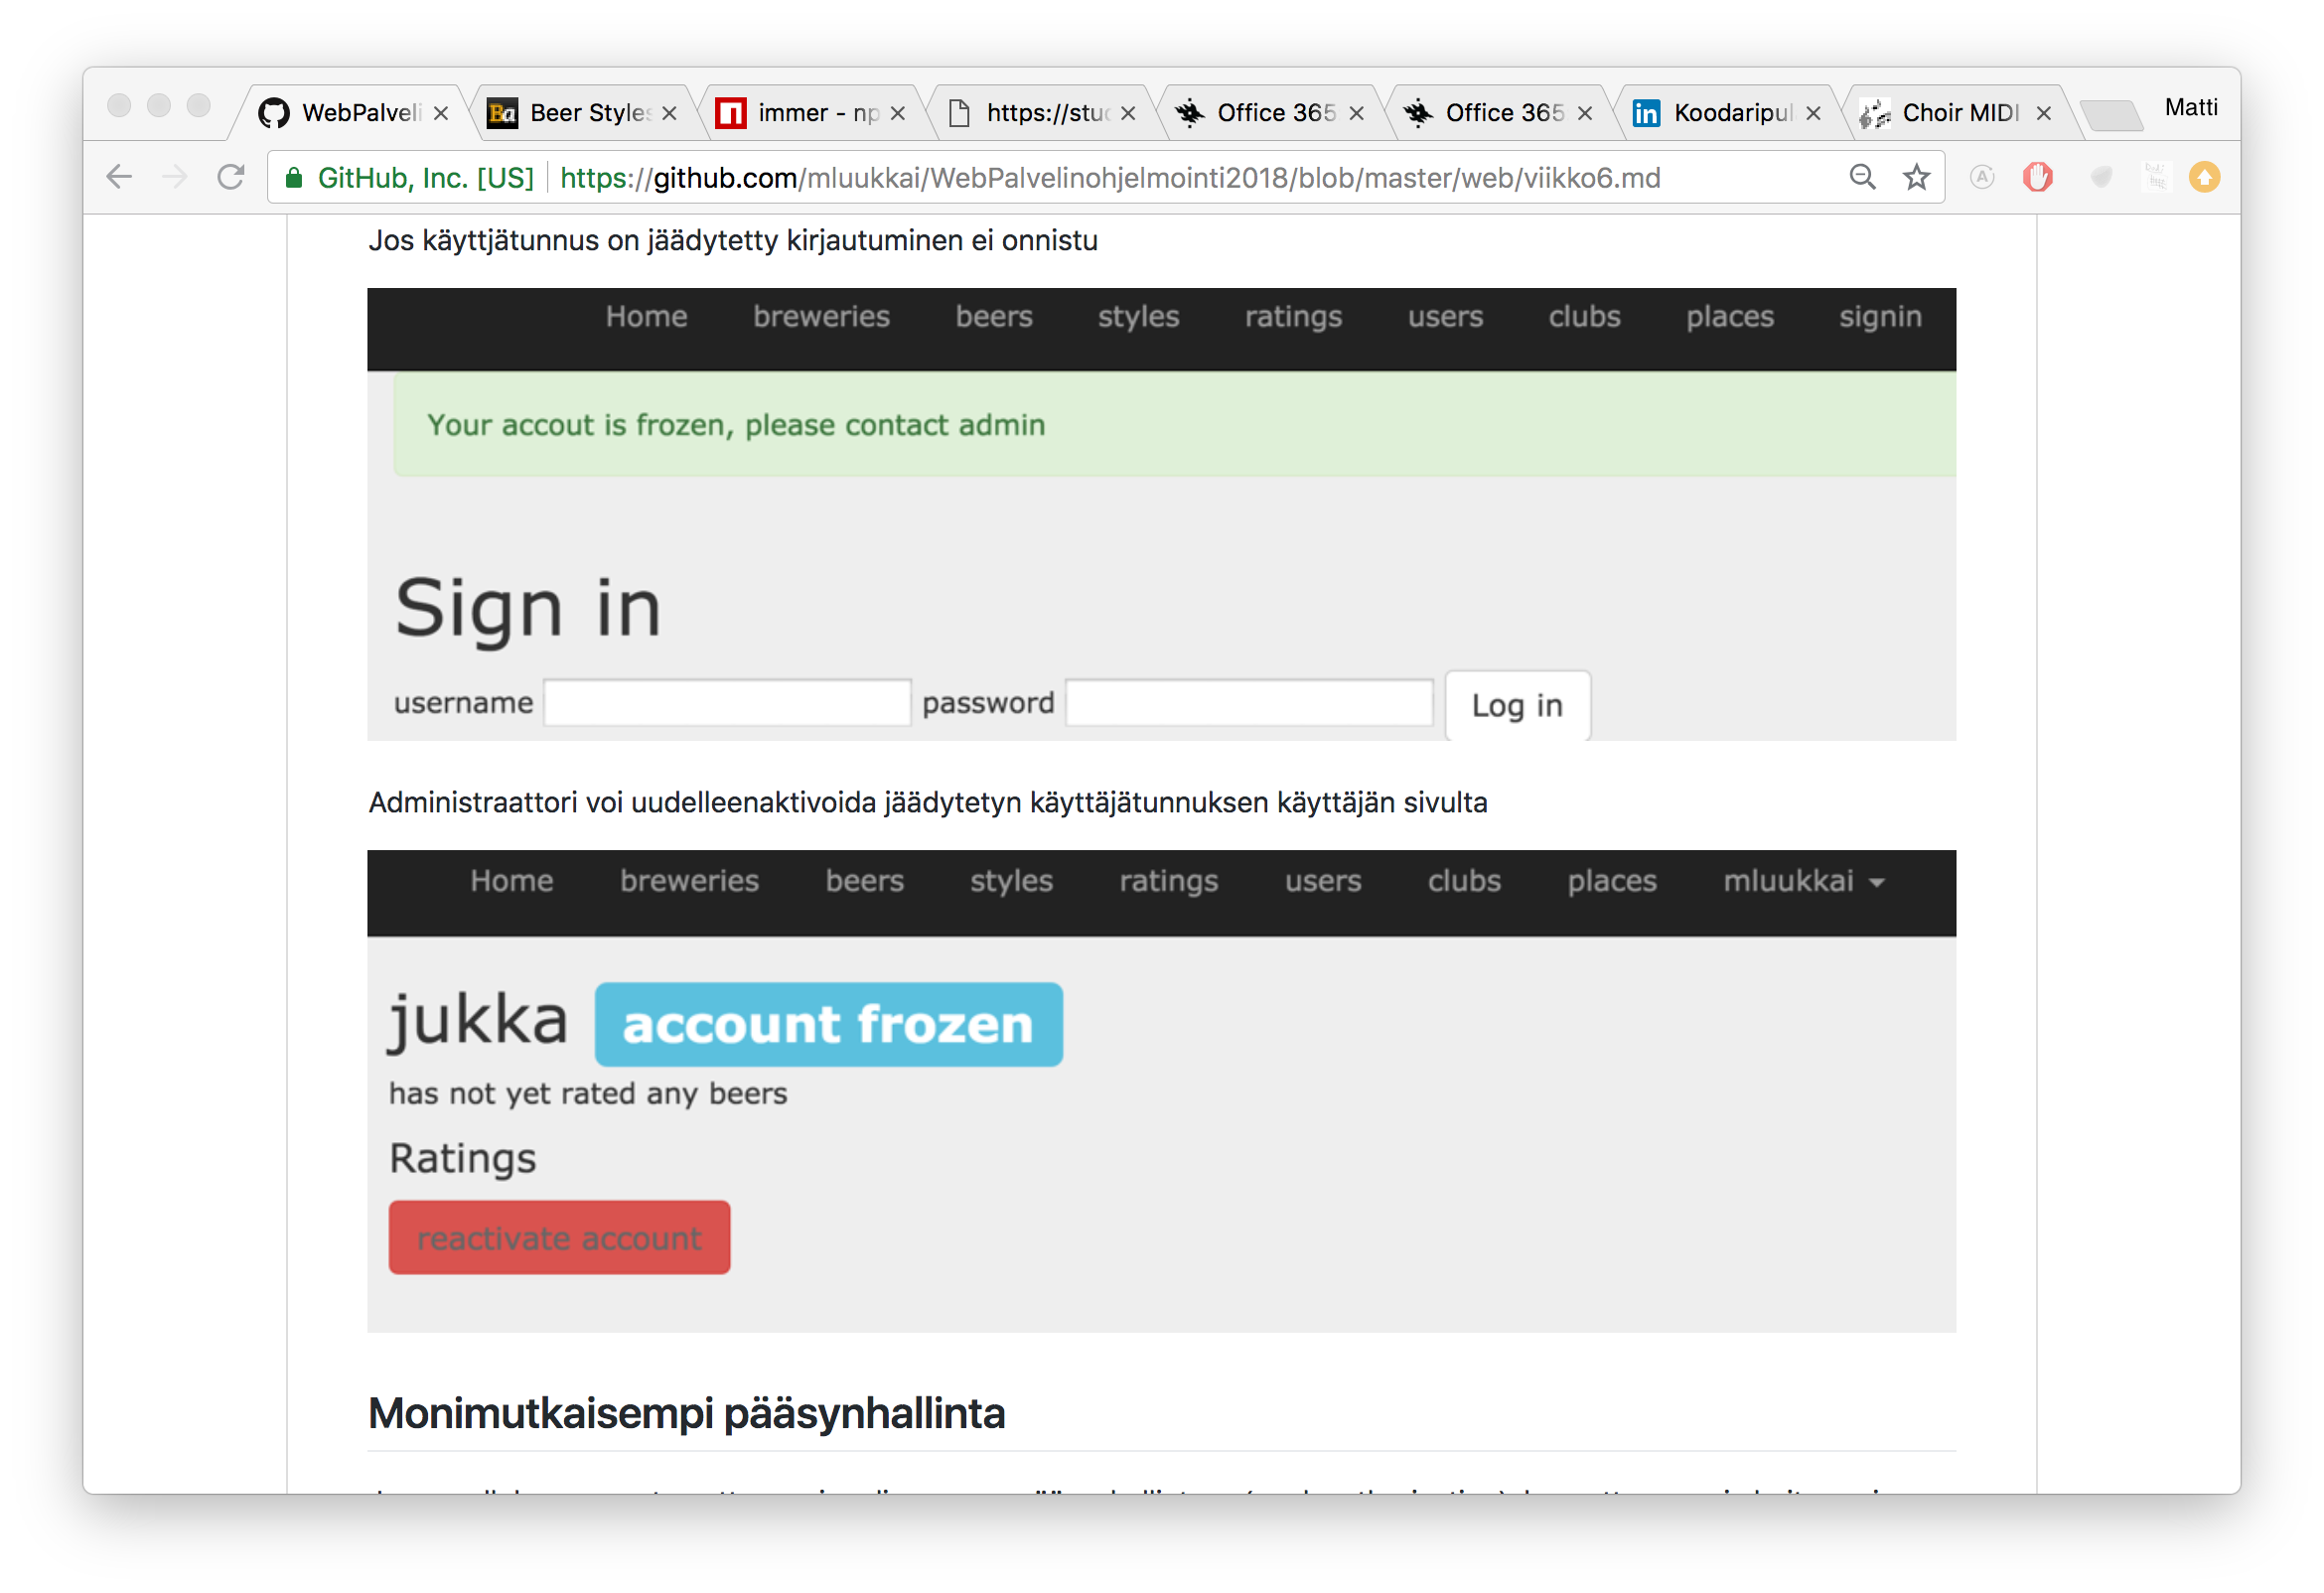 WebPalveli
Beer Styles
immer - np
https://stud
Office 365
Office 365
Koodaripul
Choir MIDI
Matti
GitHub, Inc. [US]
https://github.com/mluukkai/WebPalvelinohjelmointi2018/blob/master/web/viikko6.md
Jos käyttjätunnus on jäädytetty kirjautuminen ei onnistu
Home breweries beers styles ratings users clubs places signin
Your accout is frozen, please contact admin
Sign in
username password Log in
Administraattori voi uudelleenaktivoida jäädytetyn käyttäjätunnuksen käyttäjän sivulta
Home breweries beers styles ratings users clubs places mluukkai
jukka account frozen
has not yet rated any beers
Ratings
reactivate account
Monimutkaisempi pääsynhallinta